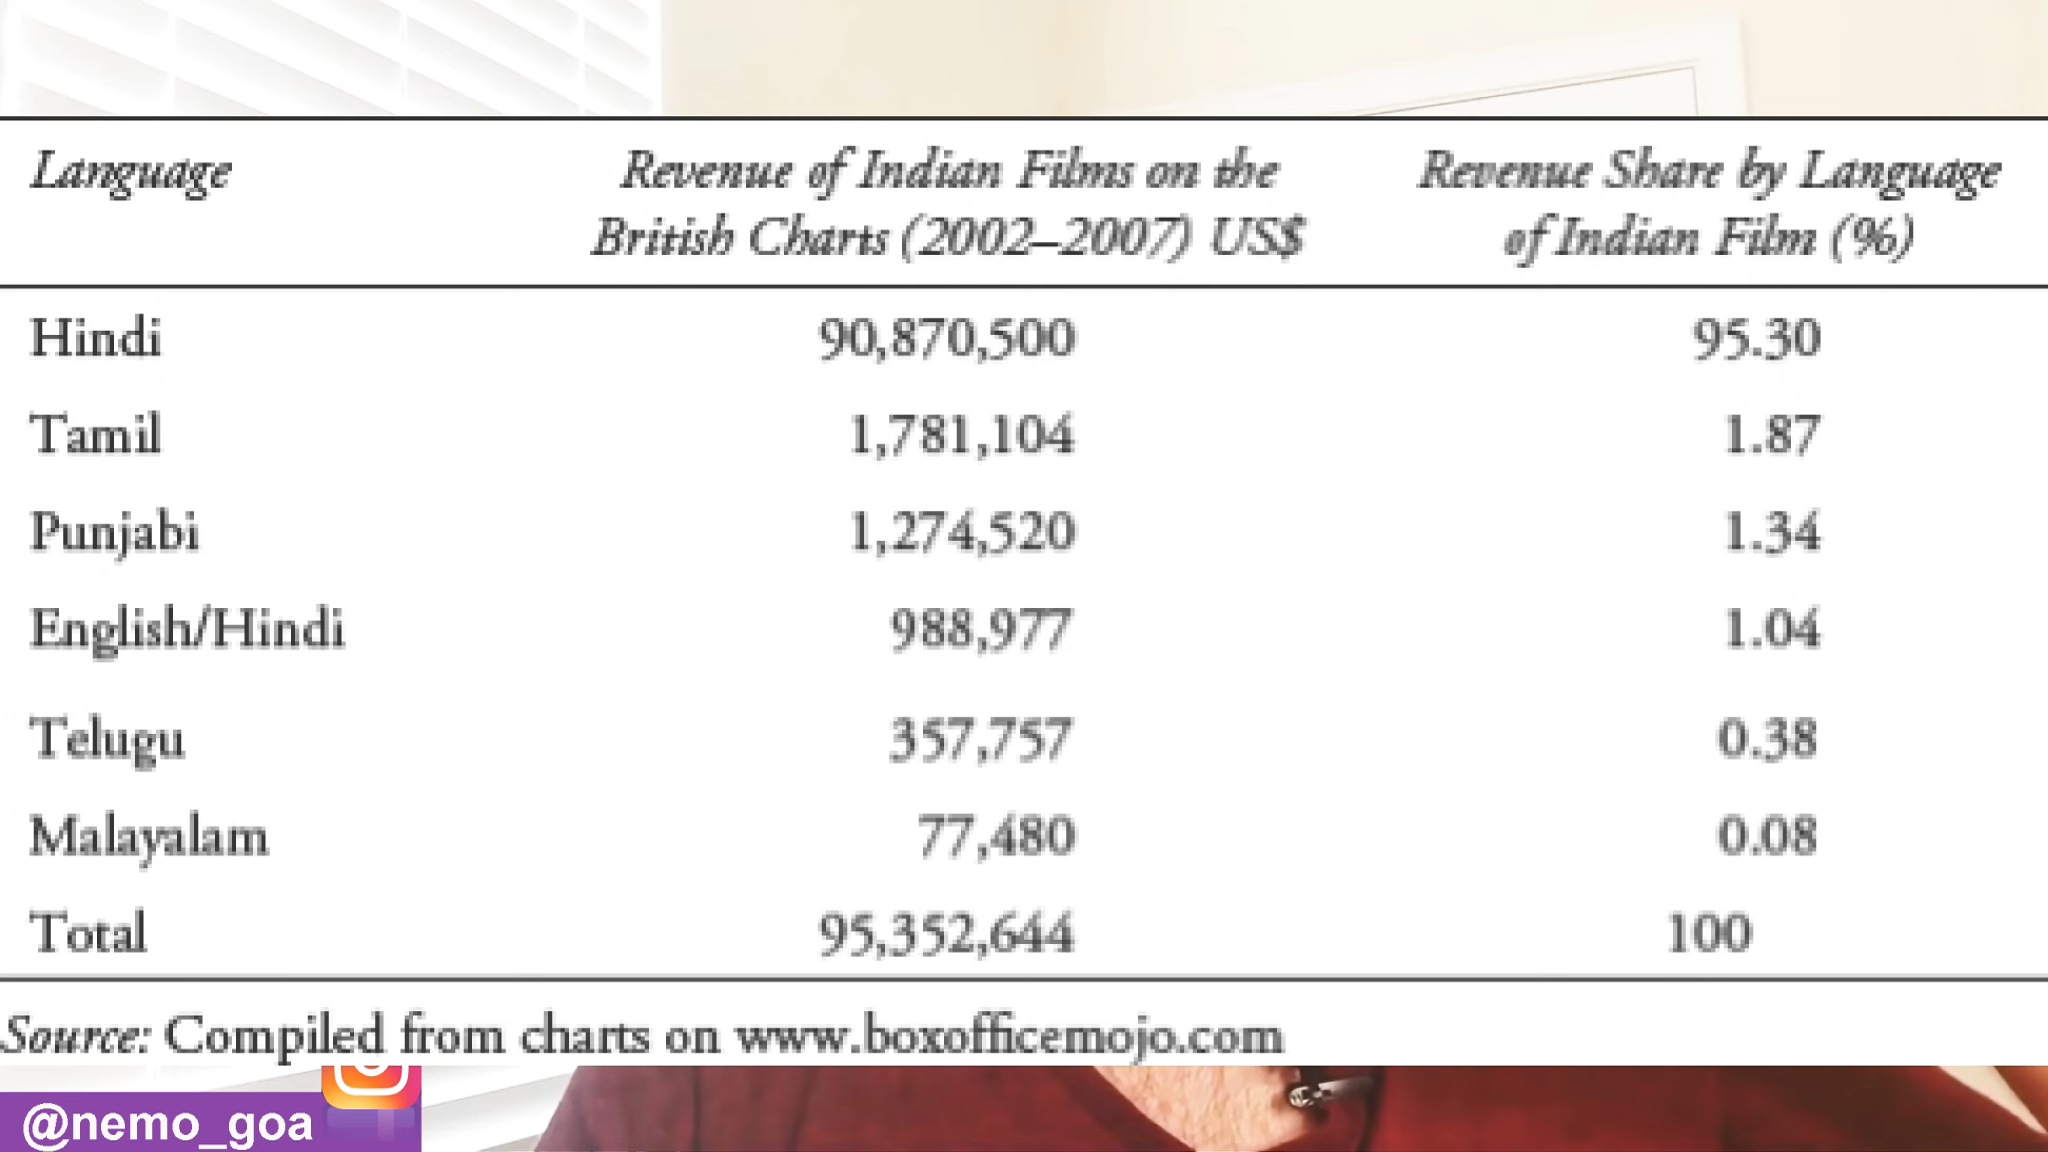 Language Revenue of Indian Films on the Revenue Share by Language
British Charts (2002–2007) US$ of Indian Film (%)
Hindi 90,870,500 95.30
Tamil 1,781,104 1.87
Punjabi 1,274,520 1.34
English/Hindi 988,977 1.04
Telugu 357,757 0.38
Malayalam 77,480 0.08
Total 95,352,644 100
Source: Compiled from charts on www.boxofficemojo.com
@nemo_goa